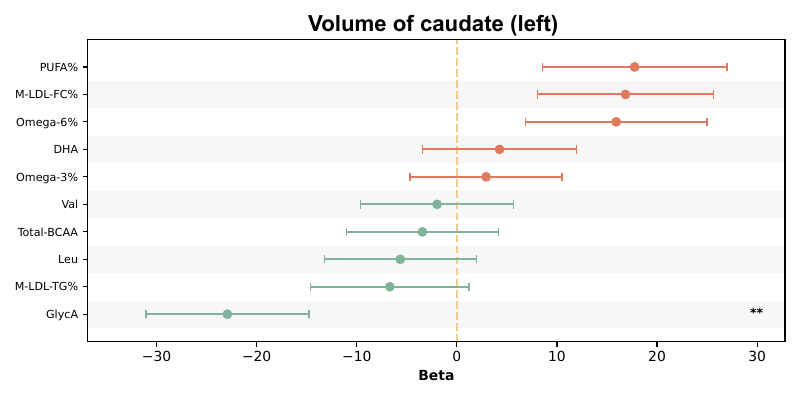 Volume of caudate (left)
PUFA%
M-LDL-FC%
Omega-6%
DHA
Omega-3%
Val
Total-BCAA
Leu
M-LDL-TG%
GlycA **
−30 −20 −10 0 10 20 30
Beta